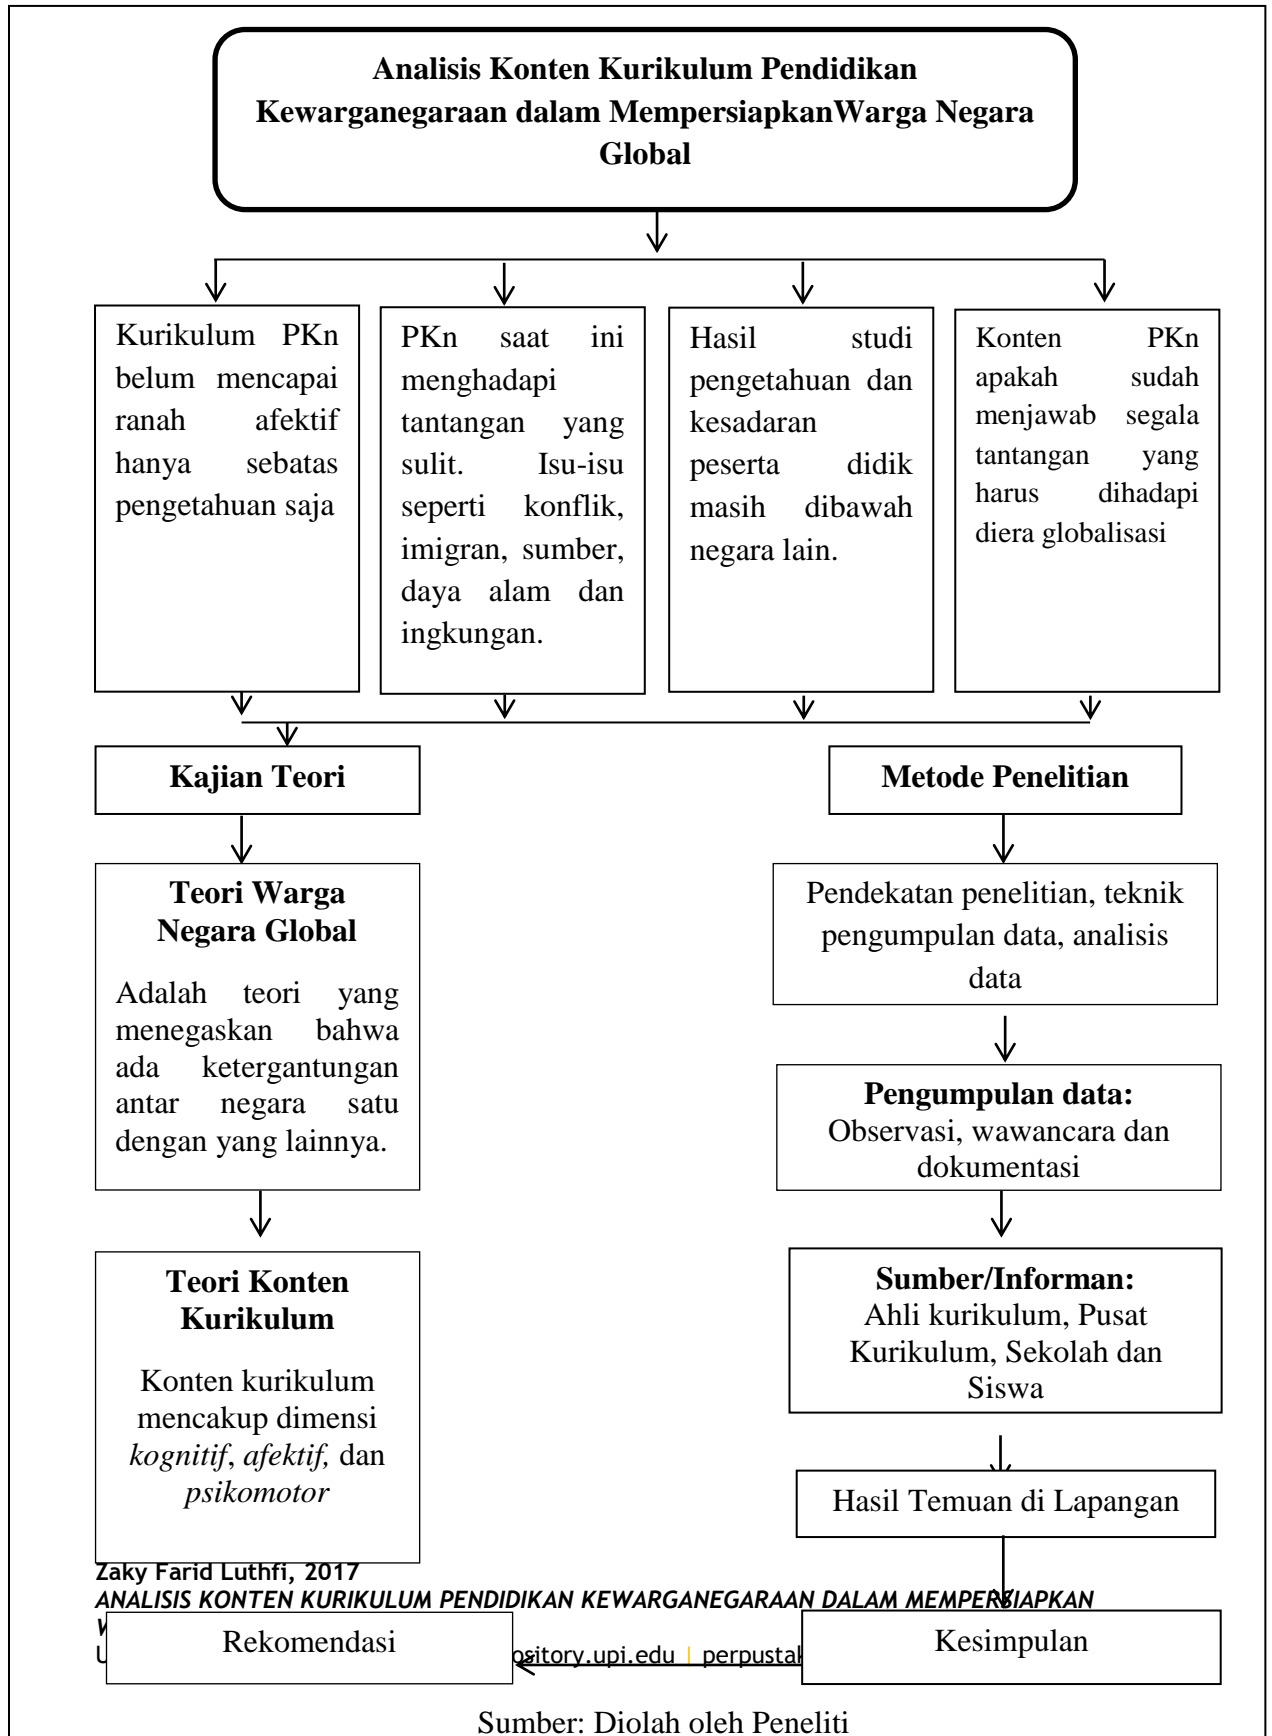 Analisis Konten Kurikulum Pendidikan
Kewarganegaraan dalam MempersiapkanWarga Negara
Global
Kurikulum PKn
belum mencapai
ranah afektif
hanya sebatas
pengetahuan saja
PKn saat ini
menghadapi
tantangan yang
sulit. Isu-isu
seperti konflik,
imigran, sumber,
daya alam dan
ingkungan.
Hasil studi
pengetahuan dan
kesadaran
peserta didik
masih dibawah
negara lain.
Konten PKn
apakah sudah
menjawab segala
tantangan yang
harus dihadapi
diera globalisasi
Kajian Teori
Teori Warga
Negara Global
Adalah teori yang
menegaskan bahwa
ada ketergantungan
antar negara satu
dengan yang lainnya.
Teori Konten
Kurikulum
Konten kurikulum
mencakup dimensi
kognitif, afektif, dan
psikomotor
Metode Penelitian
Pendekatan penelitian, teknik
pengumpulan data, analisis
data
Pengumpulan data:
Observasi, wawancara dan
dokumentasi
Sumber/Informan:
Ahli kurikulum, Pusat
Kurikulum, Sekolah dan
Siswa
Hasil Temuan di Lapangan
Zaky Farid Luthfi, 2017
ANALISIS KONTEN KURIKULUM PENDIDIKAN KEWARGANEGARAAN DALAM MEMPERSIAPKAN
Rekomendasi
Kesimpulan
ository.upi.edu | perpustak
Sumber: Diolah oleh Peneliti